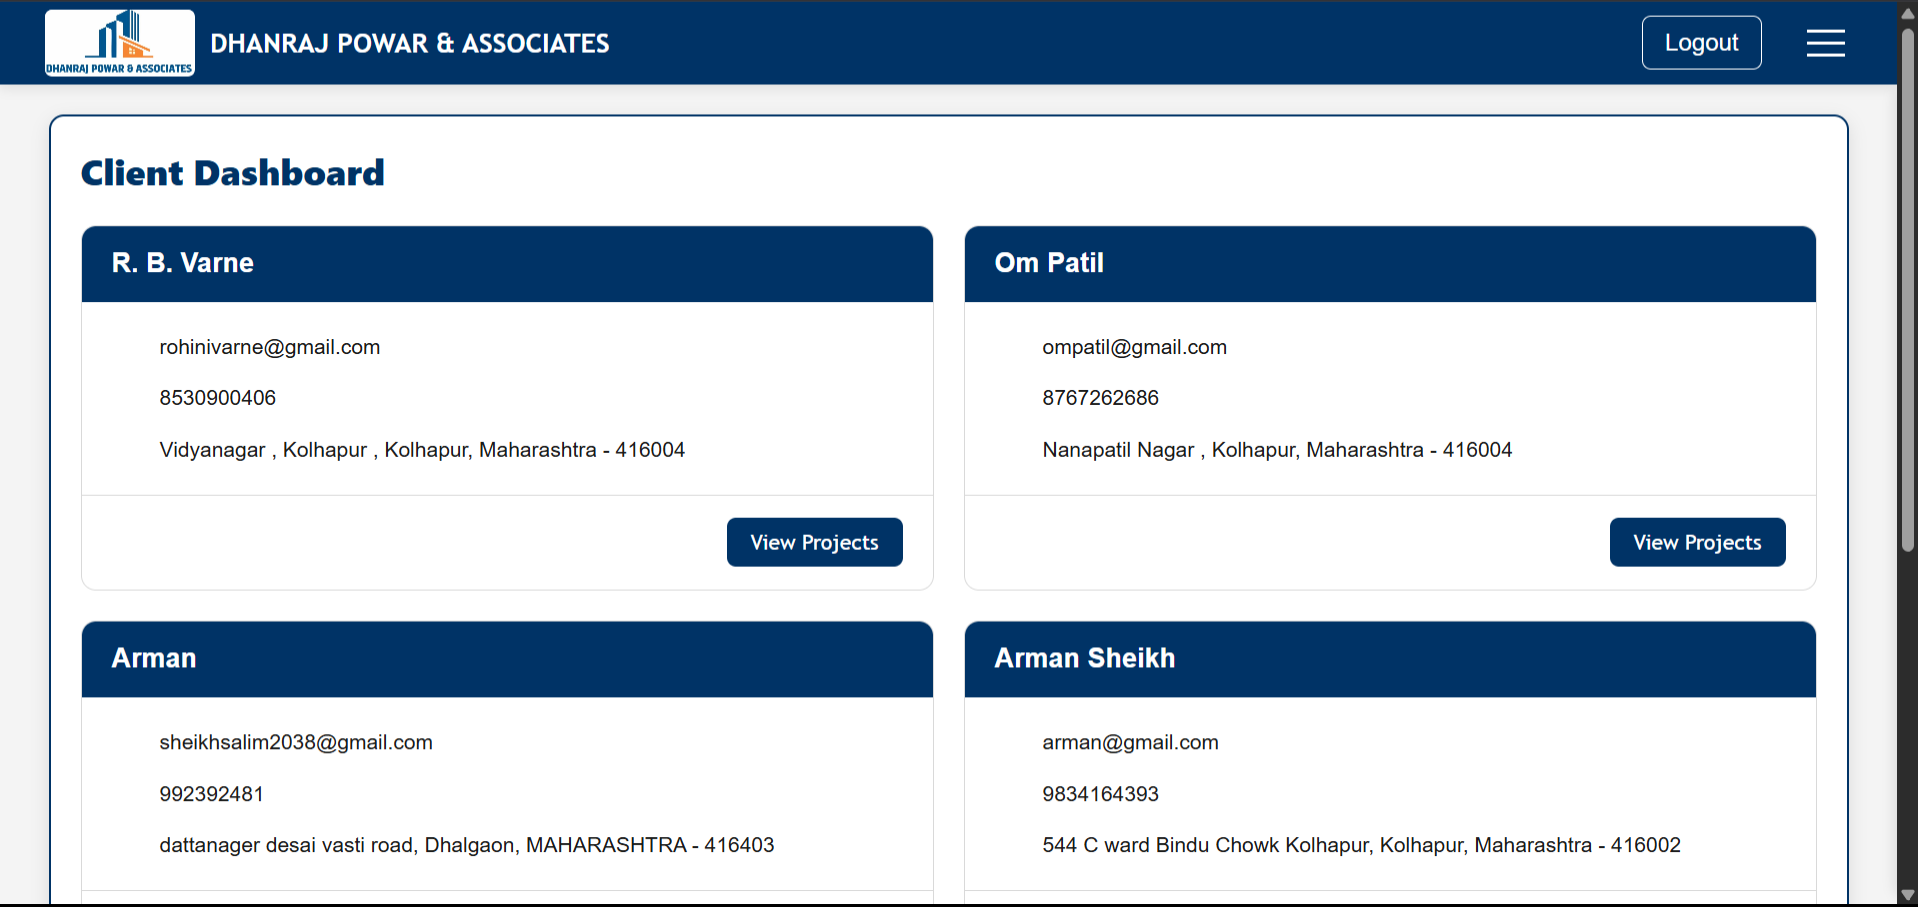 DHANRAJ POWAR & ASSOCIATES
DHANRAJ POWAR & ASSOCIATES
Logout
Client Dashboard
R. B. Varne
rohinivarne@gmail.com
8530900406
Vidyanagar , Kolhapur , Kolhapur, Maharashtra - 416004
View Projects
Om Patil
ompatil@gmail.com
8767262686
Nanapatil Nagar , Kolhapur, Maharashtra - 416004
View Projects
Arman
sheikhsalim2038@gmail.com
992392481
dattanager desai vasti road, Dhalgaon, MAHARASHTRA - 416403
Arman Sheikh
arman@gmail.com
9834164393
544 C ward Bindu Chowk Kolhapur, Kolhapur, Maharashtra - 416002